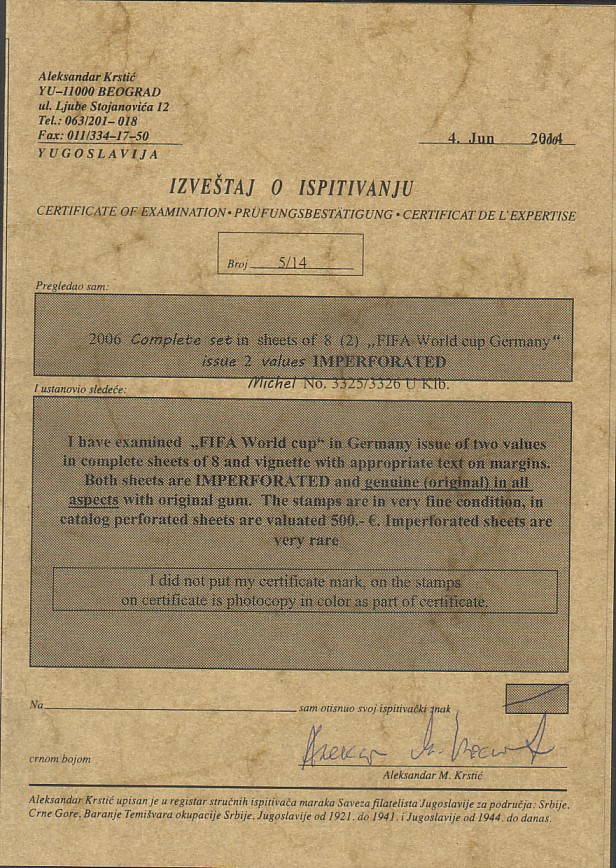 Aleksandar Krstić
YU–11000 BEOGRAD
ul. Ljube Stojanovića 12
Tel.: 063/201– 018
Fax: 011/334–17–50
YUGOSLAVIJA
4. Jun 2014
IZVEŠTAJ O ISPITIVANJU
CERTIFICATE OF EXAMINATION • PRÜFUNGSBESTÄTIGUNG • CERTIFICAT DE L'EXPERTISE
Broj 5/14
Pregledao sam:
2006 Complete set in sheets of 8 (2) „FIFA World cup Germany“
issue 2 values IMPERFORATED
Michel No. 3325/3326 U Klb.
I ustanovio sledeće:
I have examined „FIFA World cup“ in Germany issue of two values
in complete sheets of 8 and vignette with appropriate text on margins.
Both sheets are IMPERFORATED and genuine (original) in all
aspects with original gum. The stamps are in very fine condition, in
catalog perforated sheets are valuated 500.- €. Imperforated sheets are
very rare
I did not put my certificate mark, on the stamps
on certificate is photocopy in color as part of certificate.
Na sam otisnuo svoj ispitivački znak
crnom bojom
Aleksandar M. Krstić
Aleksandar Krstić upisan je u registar stručnih ispitivača maraka Saveza filatelista Jugoslavije za područja: Srbije,
Crne Gore, Baranje Temišvara okupacije Srbije, Jugoslavije od 1921. do 1941. i Jugoslavije od 1944. do danas.